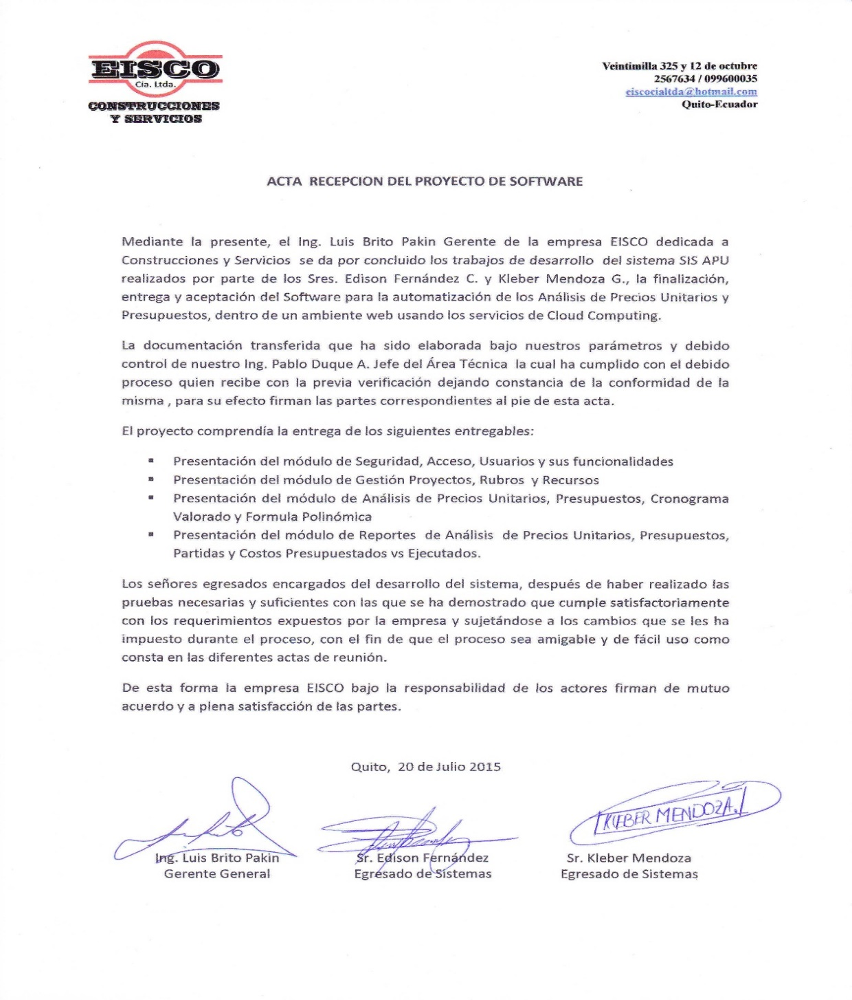 EISCO
Cia. Ltda.
CONSTRUCCIONES
Y SERVICIOS
Veintimilla 325 y 12 de octubre
2567634 / 099600035
eiscocialtda@hotmail.com
Quito-Ecuador
ACTA RECEPCION DEL PROYECTO DE SOFTWARE
Mediante la presente, el Ing. Luis Brito Pakin Gerente de la empresa EISCO dedicada a
Construcciones y Servicios se da por concluido los trabajos de desarrollo del sistema SIS APU
realizados por parte de los Sres. Edison Fernández C. y Kleber Mendoza G., la finalización,
entrega y aceptación del Software para la automatización de los Análisis de Precios Unitarios y
Presupuestos, dentro de un ambiente web usando los servicios de Cloud Computing.
La documentación transferida que ha sido elaborada bajo nuestros parámetros y debido
control de nuestro Ing. Pablo Duque A. Jefe del Área Técnica la cual ha cumplido con el debido
proceso quien recibe con la previa verificación dejando constancia de la conformidad de la
misma , para su efecto firman las partes correspondientes al pie de esta acta.
El proyecto comprendía la entrega de los siguientes entregables:
▪ Presentación del módulo de Seguridad, Acceso, Usuarios y sus funcionalidades
▪ Presentación del módulo de Gestión Proyectos, Rubros y Recursos
▪ Presentación del módulo de Análisis de Precios Unitarios, Presupuestos, Cronograma
Valorado y Formula Polinómica
▪ Presentación del módulo de Reportes de Análisis de Precios Unitarios, Presupuestos,
Partidas y Costos Presupuestados vs Ejecutados.
Los señores egresados encargados del desarrollo del sistema, después de haber realizado las
pruebas necesarias y suficientes con las que se ha demostrado que cumple satisfactoriamente
con los requerimientos expuestos por la empresa y sujetándose a los cambios que se les ha
impuesto durante el proceso, con el fin de que el proceso sea amigable y de fácil uso como
consta en las diferentes actas de reunión.
De esta forma la empresa EISCO bajo la responsabilidad de los actores firman de mutuo
acuerdo y a plena satisfacción de las partes.
Quito, 20 de Julio 2015
KLEBER MENDOZA.
Ing. Luis Brito Pakin
Gerente General
Sr. Edison Fernández
Egresado de Sistemas
Sr. Kleber Mendoza
Egresado de Sistemas